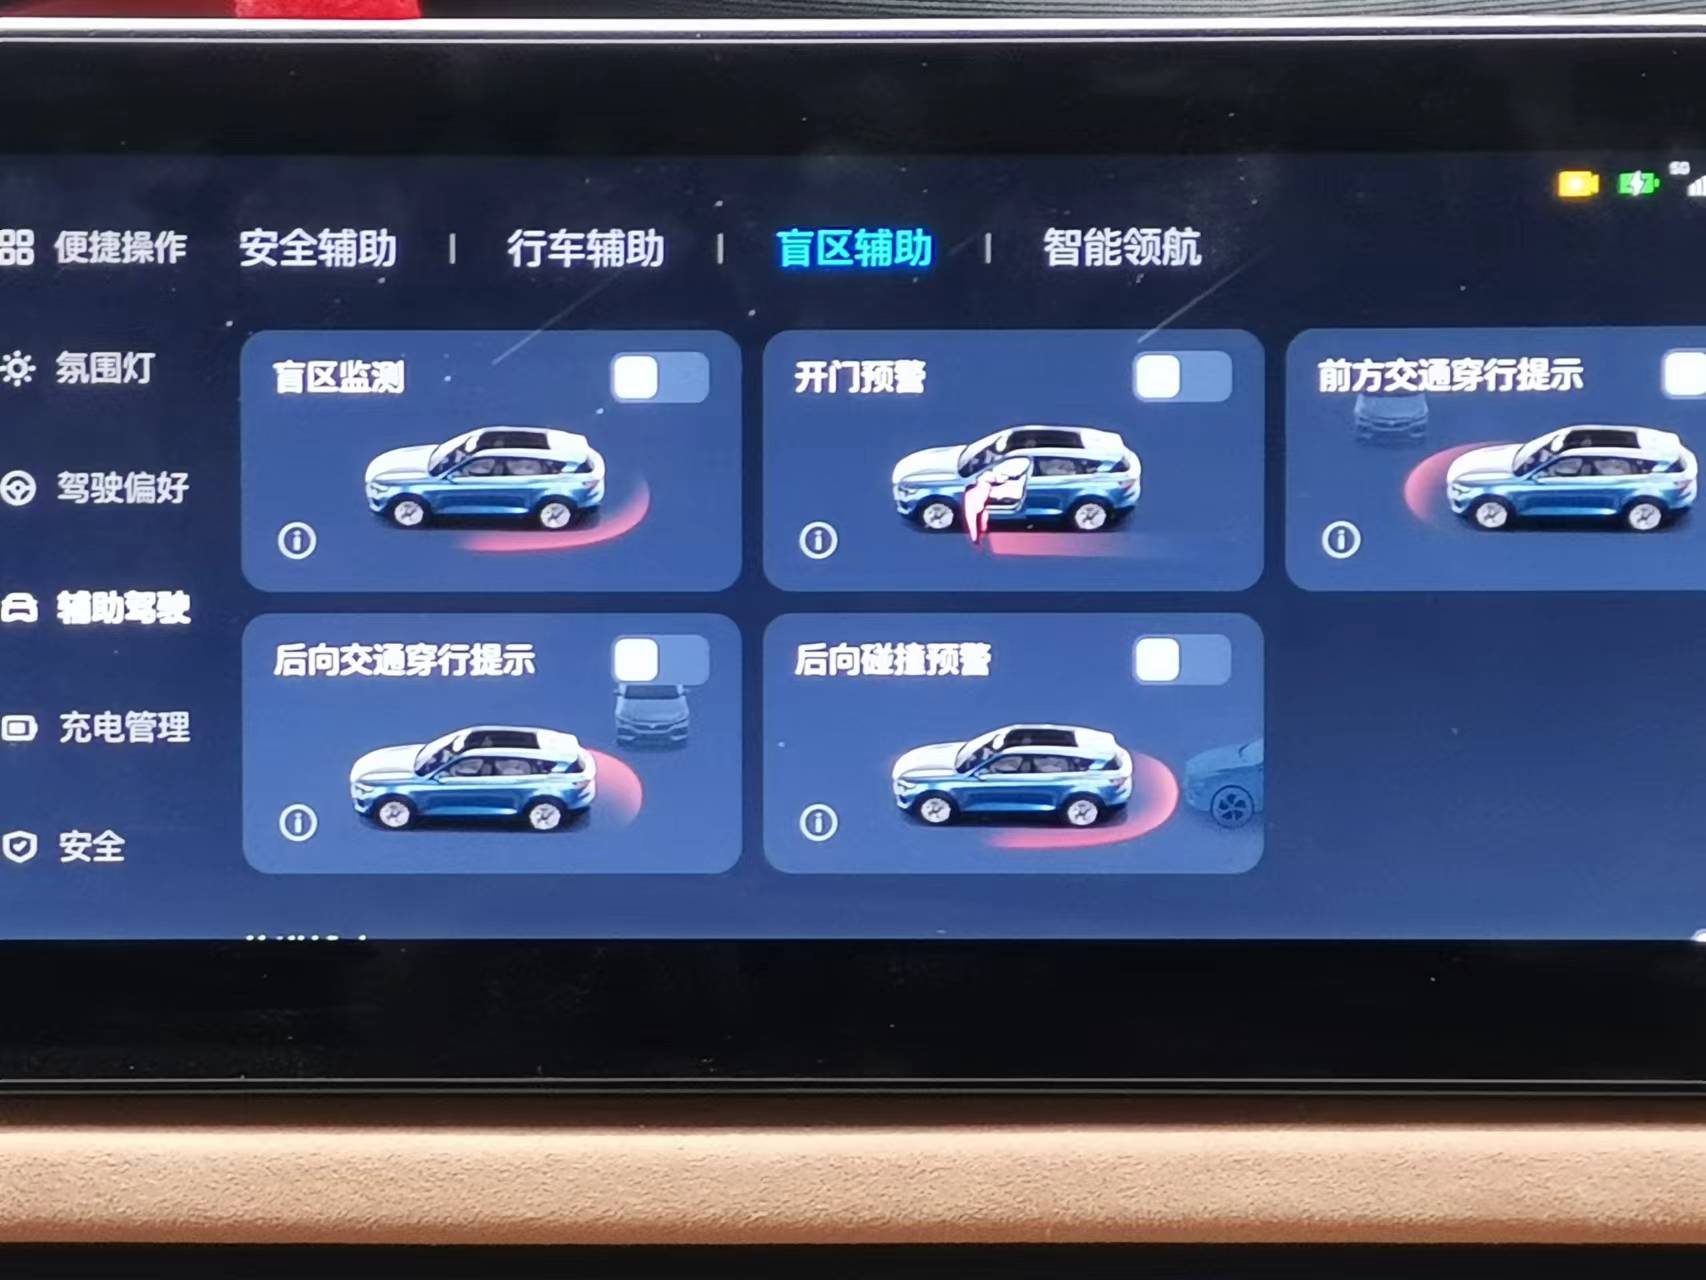 5G
便捷操作
安全辅助 | 行车辅助 | 盲区辅助 | 智能领航
氛围灯
驾驶偏好
辅助驾驶
充电管理
安全
盲区监测
开门预警
前方交通穿行提示
后向交通穿行提示
后向碰撞预警